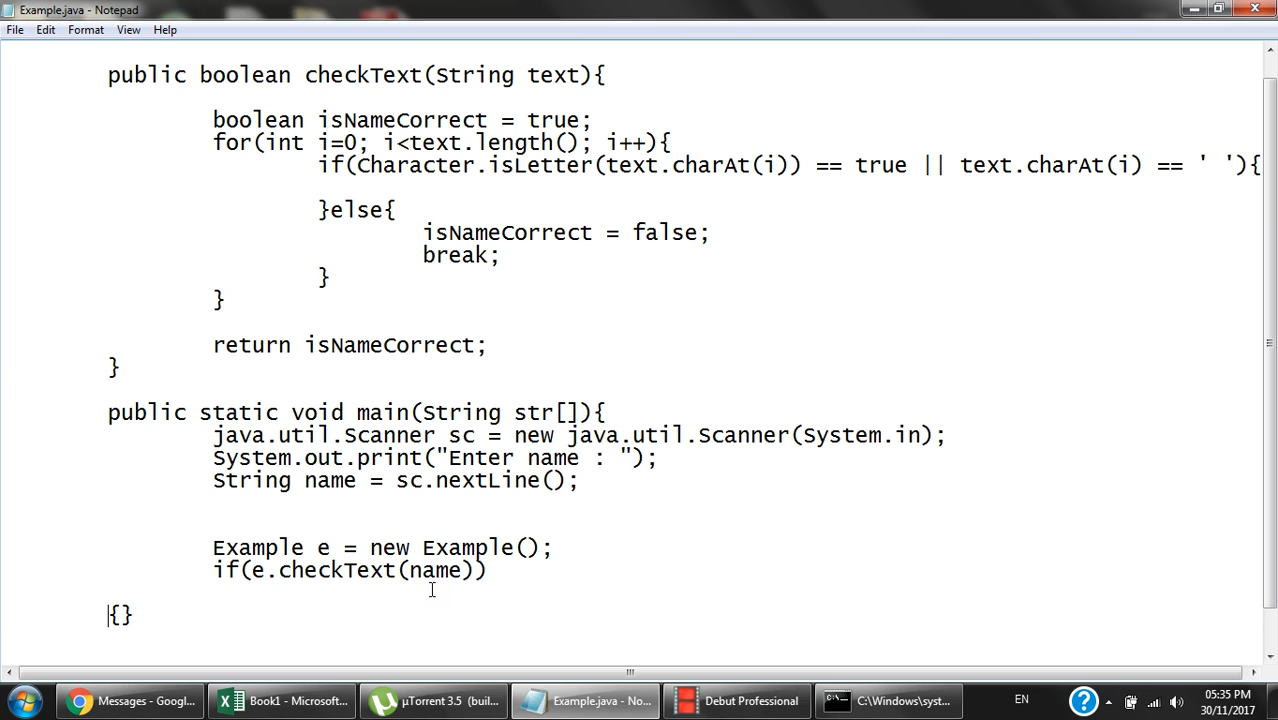 Example.java - Notepad
File Edit Format View Help
public boolean checkText(String text){
boolean isNameCorrect = true;
for(int i=0; i<text.length(); i++){
if(Character.isLetter(text.charAt(i)) == true || text.charAt(i) == ' '){
}else{
isNameCorrect = false;
break;
}
}
return isNameCorrect;
}
public static void main(String str[]){
java.util.Scanner sc = new java.util.Scanner(System.in);
System.out.print("Enter name : ");
String name = sc.nextLine();
Example e = new Example();
if(e.checkText(name))
{}
Messages - Googl... Book1 - Microsoft... µTorrent 3.5 (buil... Example.java - No... Debut Professional C:\Windows\syst... EN 05:35 PM
30/11/2017